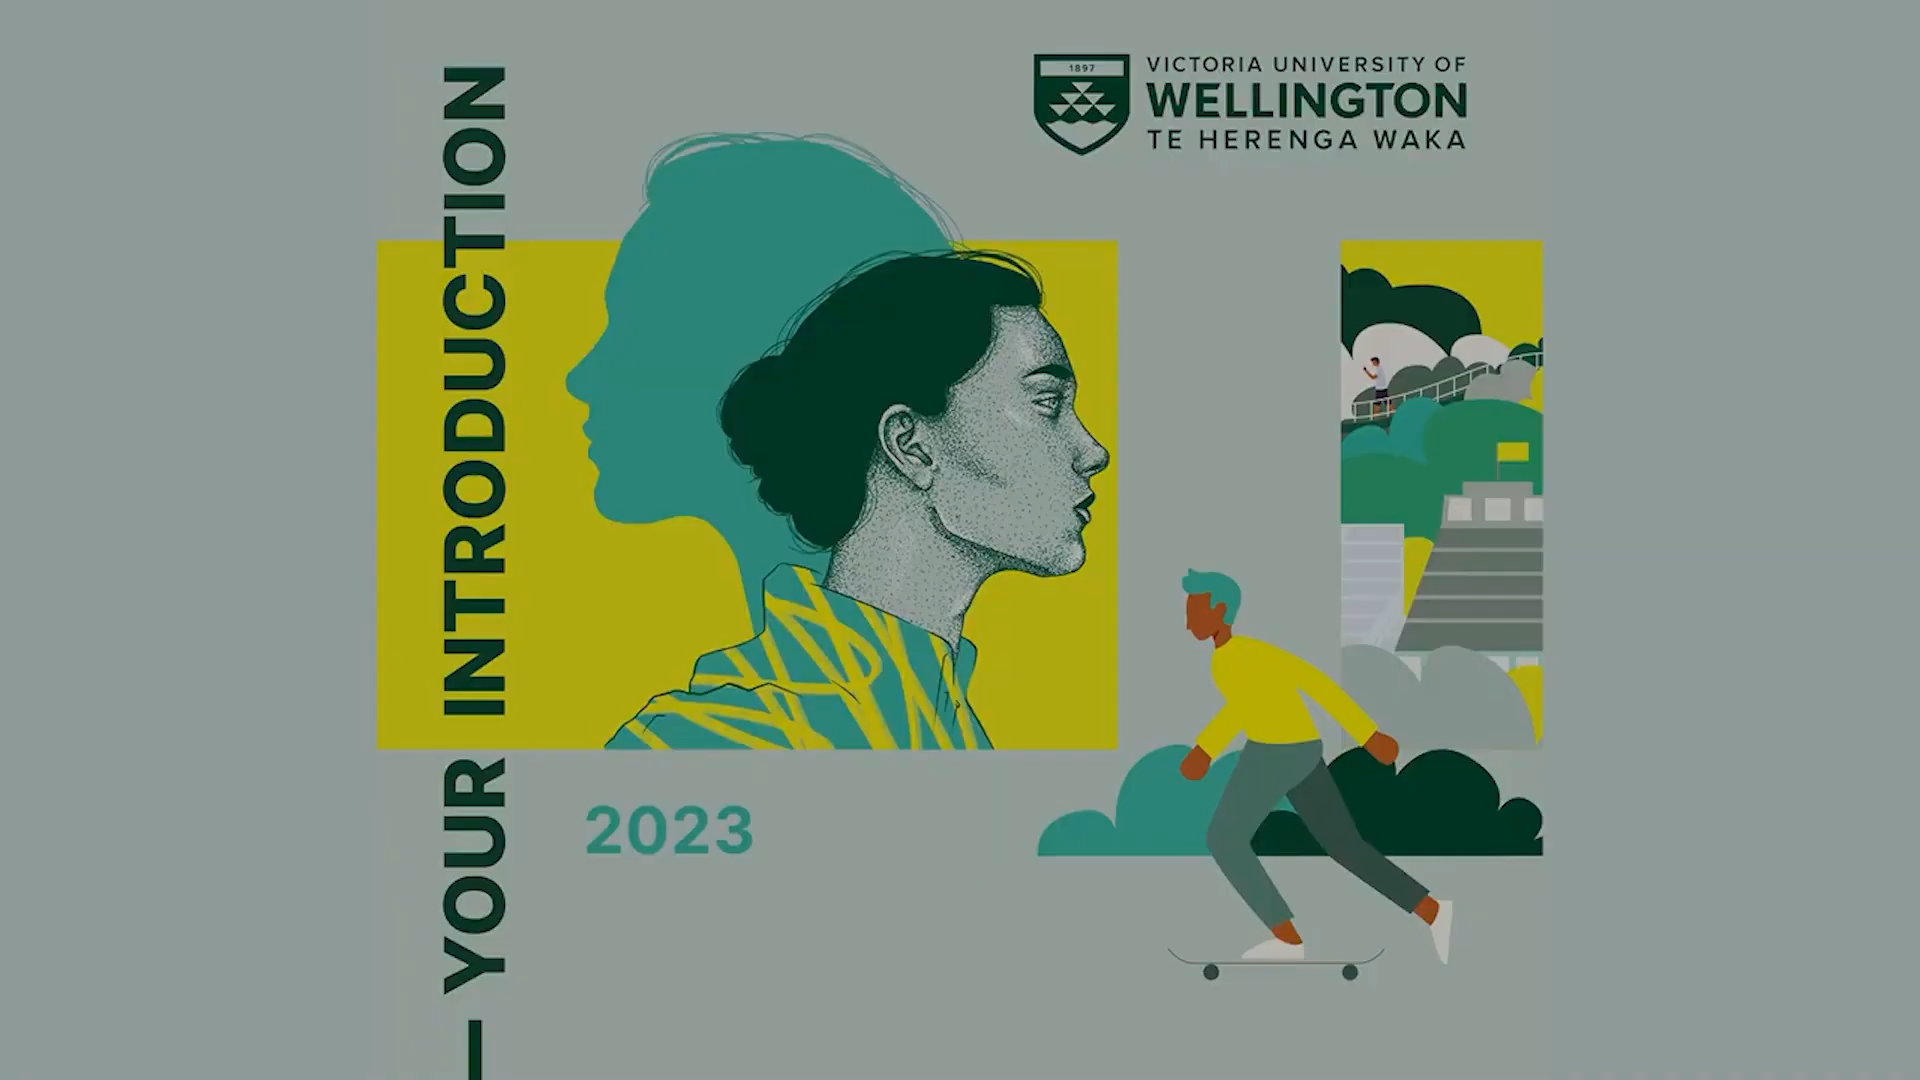 YOUR INTRODUCTION
1897
VICTORIA UNIVERSITY OF
WELLINGTON
TE HERENGA WAKA
2023